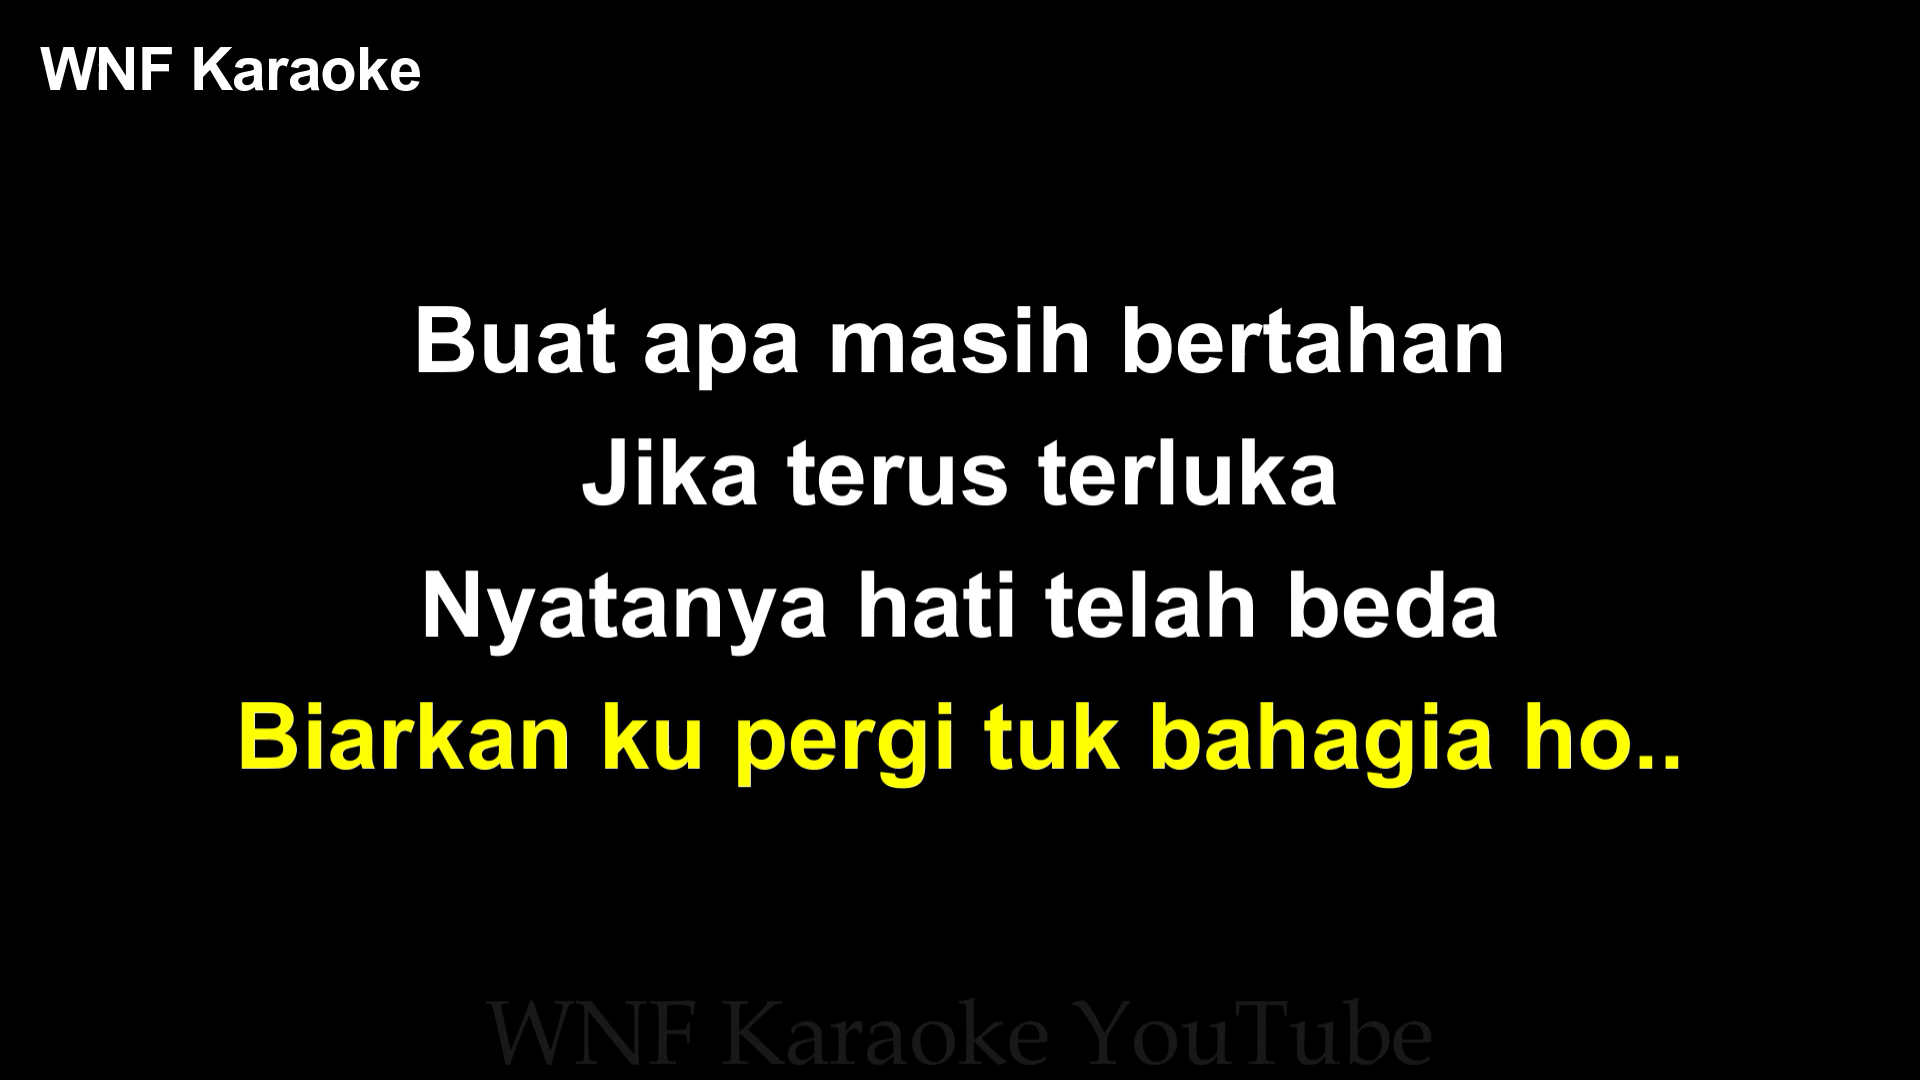 WNF Karaoke
Buat apa masih bertahan
Jika terus terluka
Nyatanya hati telah beda
Biarkan ku pergi tuk bahagia ho..
WNF Karaoke YouTube